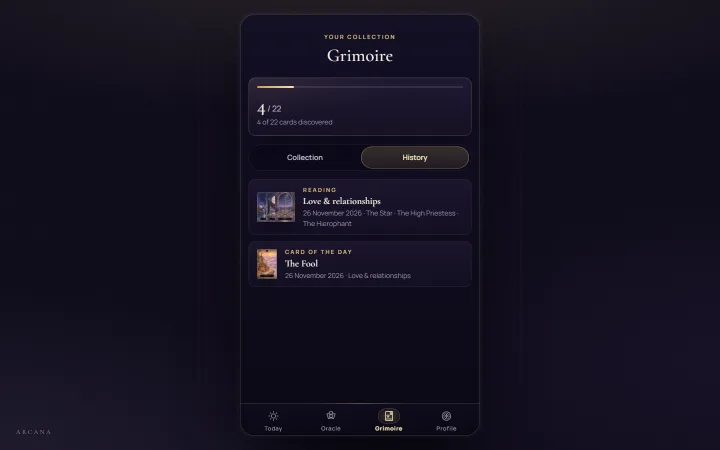 YOUR COLLECTION
Grimoire
4 / 22
4 of 22 cards discovered
Collection
History
READING
Love & relationships
26 November 2026 · The Star · The High Priestess ·
The Hierophant
CARD OF THE DAY
The Fool
26 November 2026 · Love & relationships
Today
Oracle
Grimoire
Profile
ARCANA